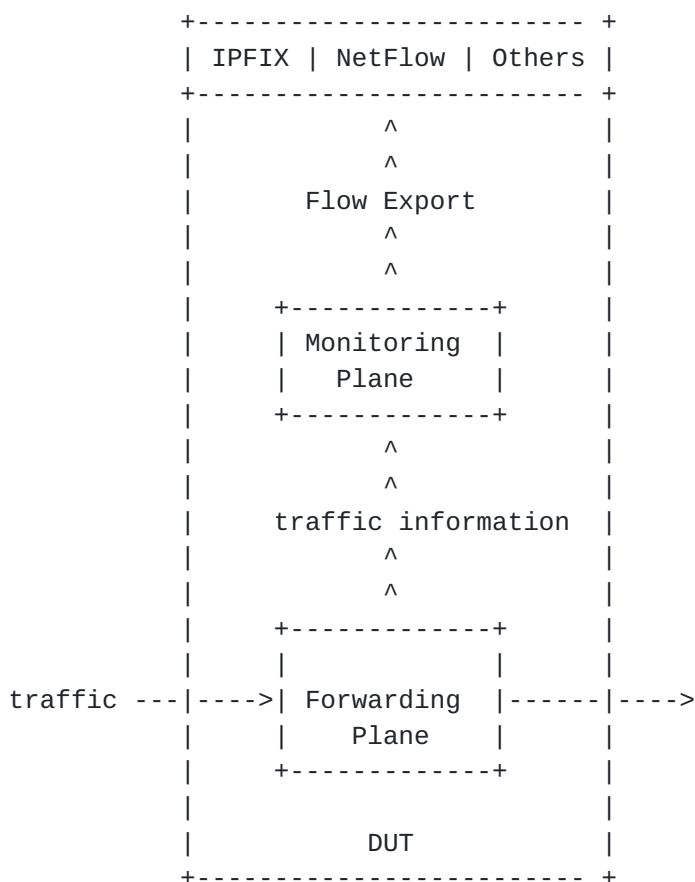 +------------------------- +
| IPFIX | NetFlow | Others |
+------------------------- +
|            ^             |
|            ^             |
|       Flow Export        |
|            ^             |
|            ^             |
|     +-------------+      |
|     | Monitoring  |      |
|     |   Plane     |      |
|     +-------------+      |
|            ^             |
|            ^             |
|     traffic information  |
|            ^             |
|            ^             |
|     +-------------+      |
|     |             |      |
traffic ---|---->| Forwarding  |------|---->
|     |    Plane    |      |
|     +-------------+      |
|                          |
|           DUT            |
+------------------------- +